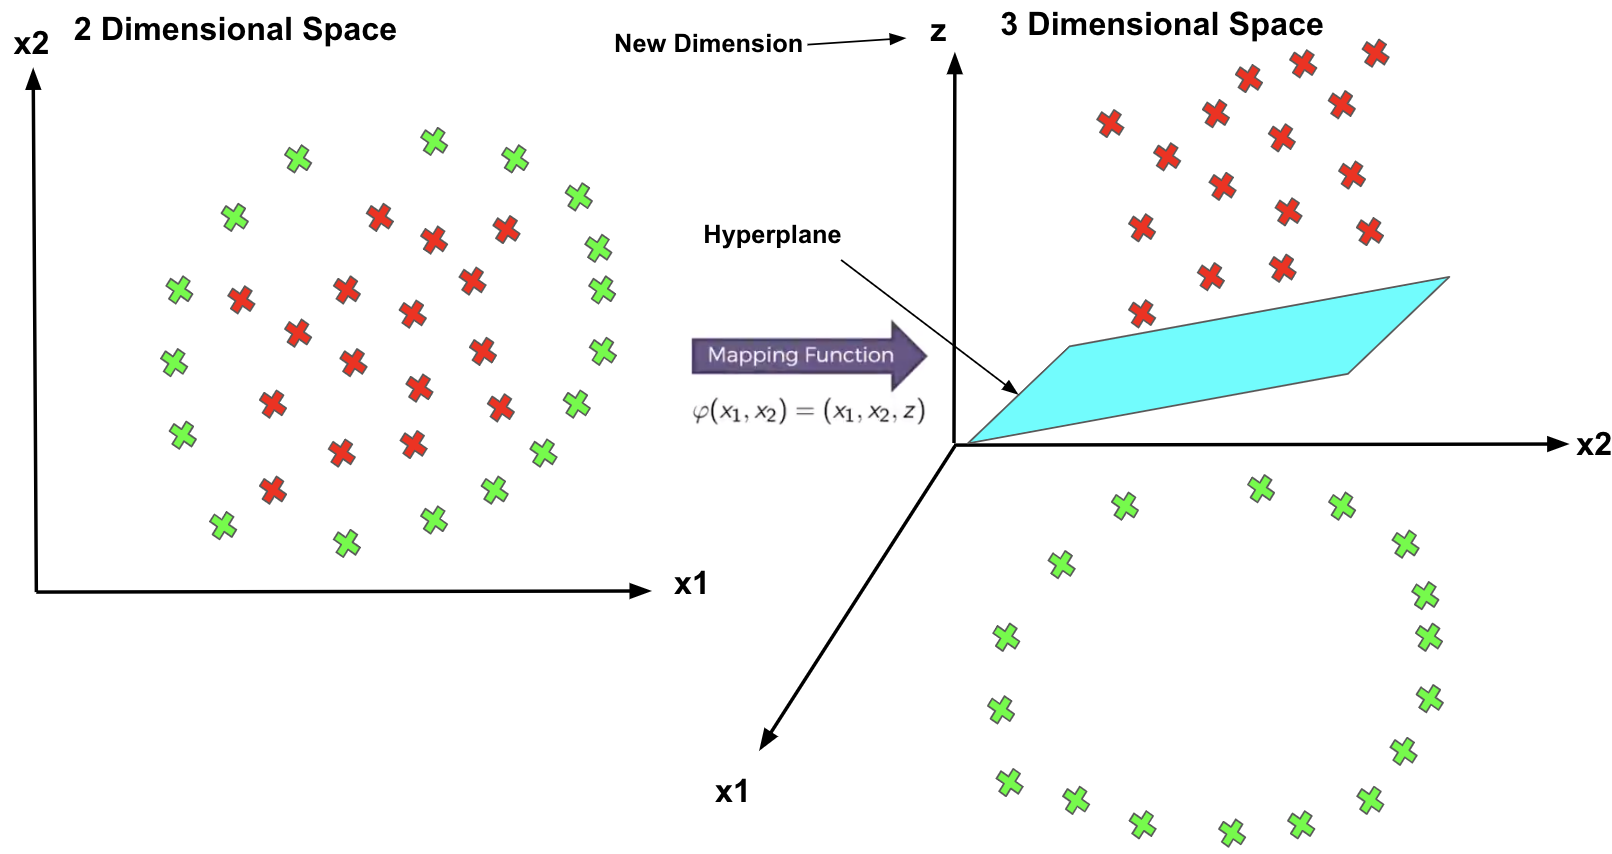 2 Dimensional Space
x2
x1
New Dimension
Hyperplane
Mapping Function
φ(x₁, x₂) = (x₁, x₂, z)
3 Dimensional Space
z
x2
x1